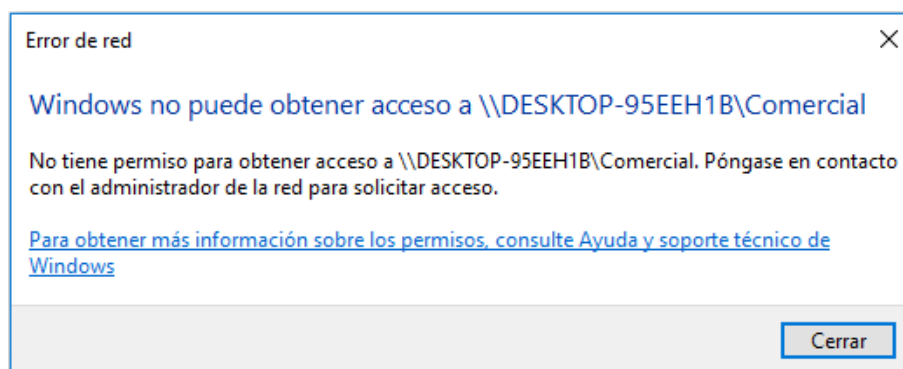 Error de red
Windows no puede obtener acceso a \\DESKTOP-95EEH1B\Comercial
No tiene permiso para obtener acceso a \\DESKTOP-95EEH1B\Comercial. Póngase en contacto
con el administrador de la red para solicitar acceso.
Para obtener más información sobre los permisos, consulte Ayuda y soporte técnico de
Windows
Cerrar